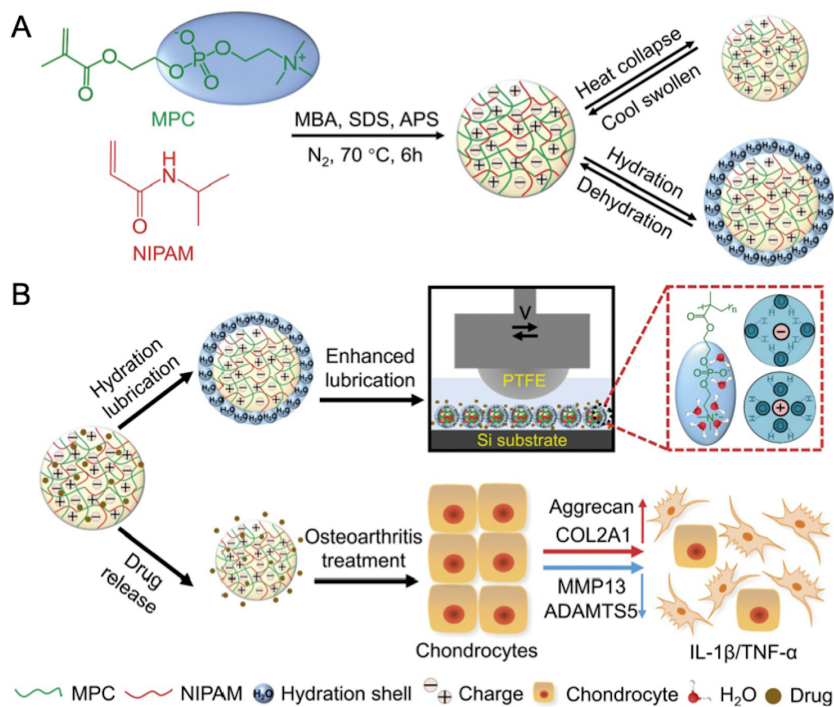 A
MPC
NIPAM
MBA, SDS, APS
N₂, 70 °C, 6h
Heat collapse
Cool swollen
Hydration
Dehydration
B
Hydration
lubrication
Enhanced
lubrication
V
PTFE
Si substrate
Drug
release
Osteoarthritis
treatment
Chondrocytes
Aggrecan
COL2A1
MMP13
ADAMTS5
IL-1β/TNF-α
MPC
NIPAM
H₂O
Hydration shell
Charge
Chondrocyte
H₂O
Drug